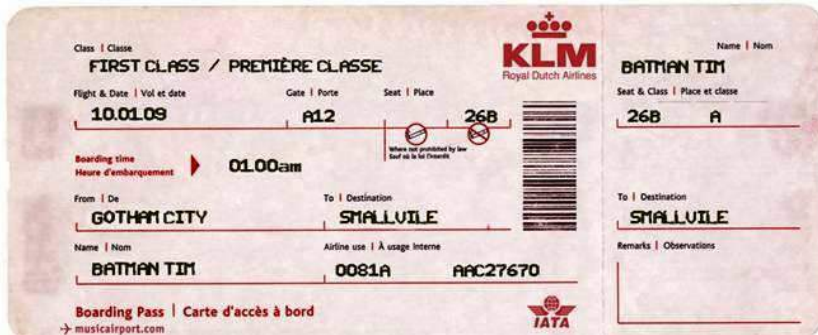 Class | Classe
FIRST CLASS / PREMIÈRE CLASSE
KLM
Royal Dutch Airlines
Flight & Date | Vol et date
Gate | Porte
Seat | Place
10.01.09
A12
26B
Where not prohibited by law
Sauf où la loi l'interdit
Boarding time
Heure d'embarquement
01.00am
From | De
To | Destination
GOTHAM CITY
SMALLVILE
Name | Nom
Airline use | À usage interne
BATMAN TIM
0081A
AAC27670
Boarding Pass | Carte d'accès à bord
musicairport.com
IATA
Name | Nom
BATMAN TIM
Seat & Class | Place et classe
26B A
To | Destination
SMALLVILE
Remarks | Observations